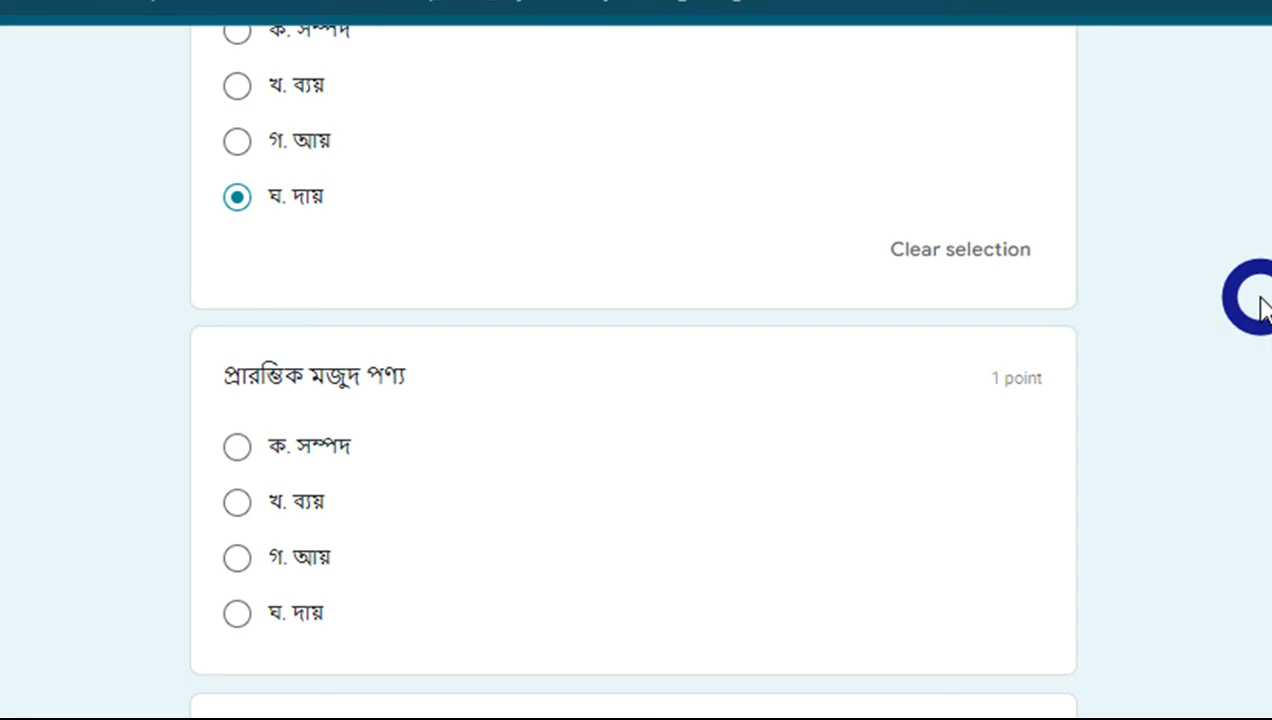 ক. সম্পদ
খ. ব্যয়
গ. আয়
ঘ. দায়
Clear selection
প্রারম্ভিক মজুদ পণ্য
1 point
ক. সম্পদ
খ. ব্যয়
গ. আয়
ঘ. দায়